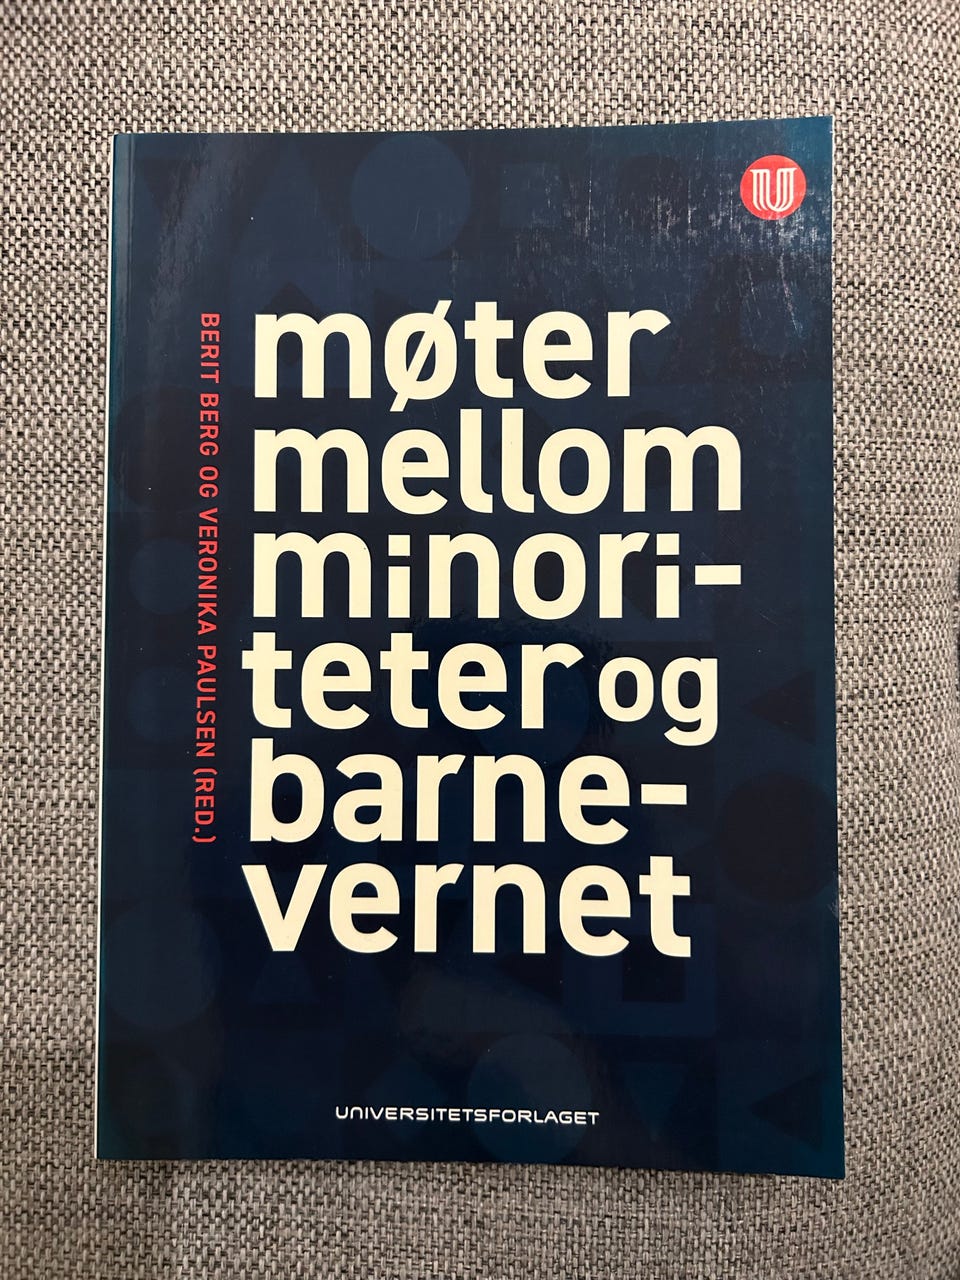 U
BERIT BERG OG VERONIKA PAULSEN (RED.)
møter
mellom
minori-
teter og
barne-
vernet
UNIVERSITETSFORLAGET